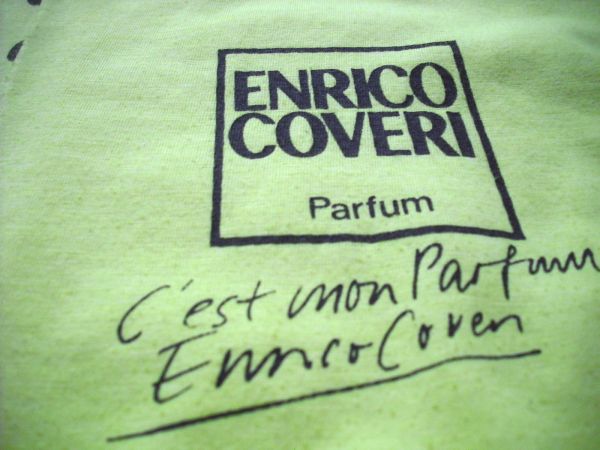 ENRICO
COVERI
Parfum
C'est mon Parfum
Enrico Coveri